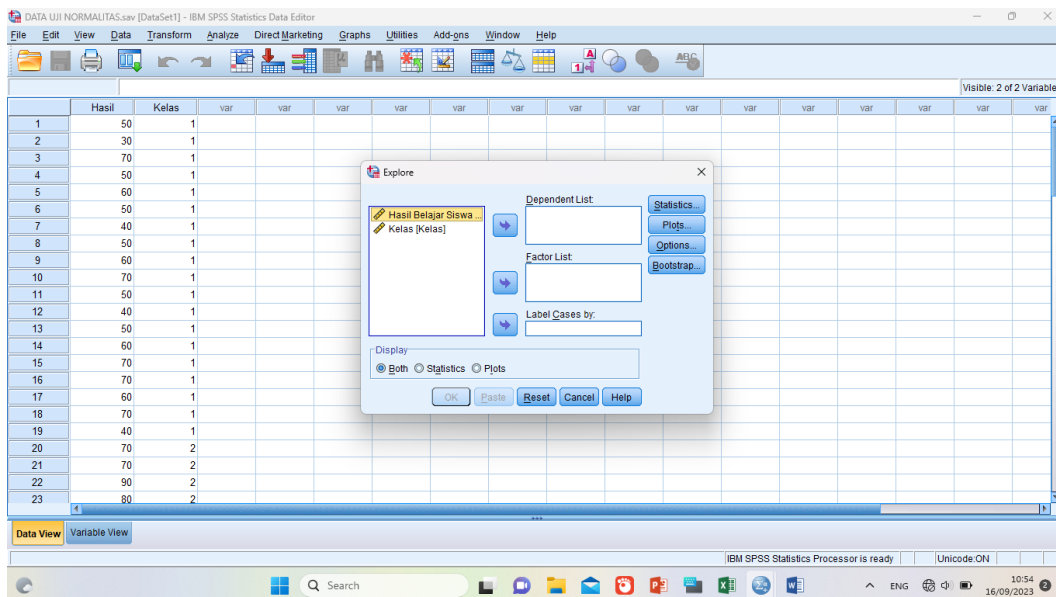 DATA UJI NORMALITAS.sav [DataSet1] - IBM SPSS Statistics Data Editor
File Edit View Data Transform Analyze Direct Marketing Graphs Utilities Add-ons Window Help
Visible: 2 of 2 Variable
Hasil Kelas var var var var var var var var var var var var var var var
1 50 1
2 30 1
3 70 1
4 50 1
5 60 1
6 50 1
7 40 1
8 50 1
9 60 1
10 70 1
11 50 1
12 40 1
13 50 1
14 60 1
15 70 1
16 70 1
17 60 1
18 70 1
19 40 1
20 70 2
21 70 2
22 90 2
23 80 2
Explore
Hasil Belajar Siswa ...
Kelas [Kelas]
Dependent List:
Factor List:
Label Cases by:
Statistics...
Plots...
Options...
Bootstrap...
Display
Both Statistics Plots
OK Paste Reset Cancel Help
Data View Variable View
IBM SPSS Statistics Processor is ready Unicode:ON
Search
ENG
10:54
16/09/2023
2